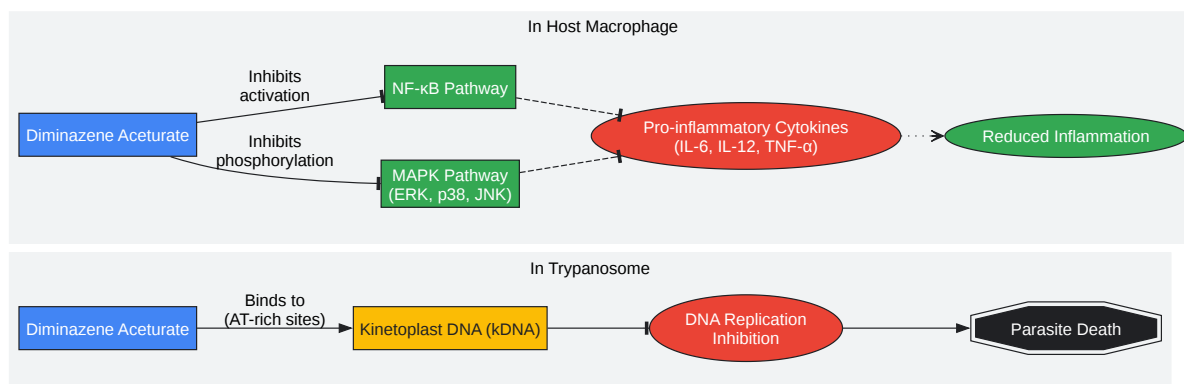 In Host Macrophage
Inhibits
activation
NF-κB Pathway
Diminazene Aceturate
Pro-inflammatory Cytokines
(IL-6, IL-12, TNF-α)
Reduced Inflammation
Inhibits
phosphorylation
MAPK Pathway
(ERK, p38, JNK)
In Trypanosome
Diminazene Aceturate
Binds to
(AT-rich sites)
Kinetoplast DNA (kDNA)
DNA Replication
Inhibition
Parasite Death